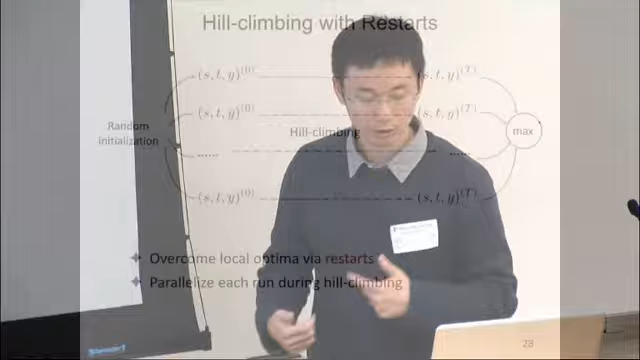 Hill-climbing with Restarts
(s, t, y)^(0) (s, t, y)^(T)
(s, t, y)^(0) (s, t, y)^(T)
Random
initialization
Hill-climbing
max
...... ......
(s, t, y)^(0) (s, t, y)^(T)
✦ Overcome local optima via restarts
✦ Parallelize each run during hill-climbing
28